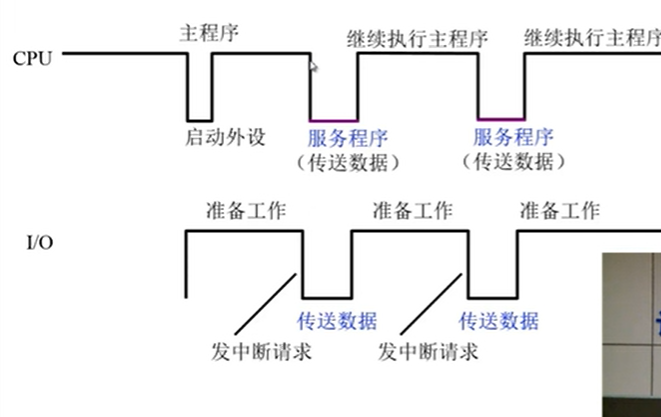 主程序
继续执行主程序
继续执行主程序
CPU
启动外设
服务程序
（传送数据）
服务程序
（传送数据）
准备工作
准备工作
准备工作
I/O
传送数据
传送数据
发中断请求
发中断请求